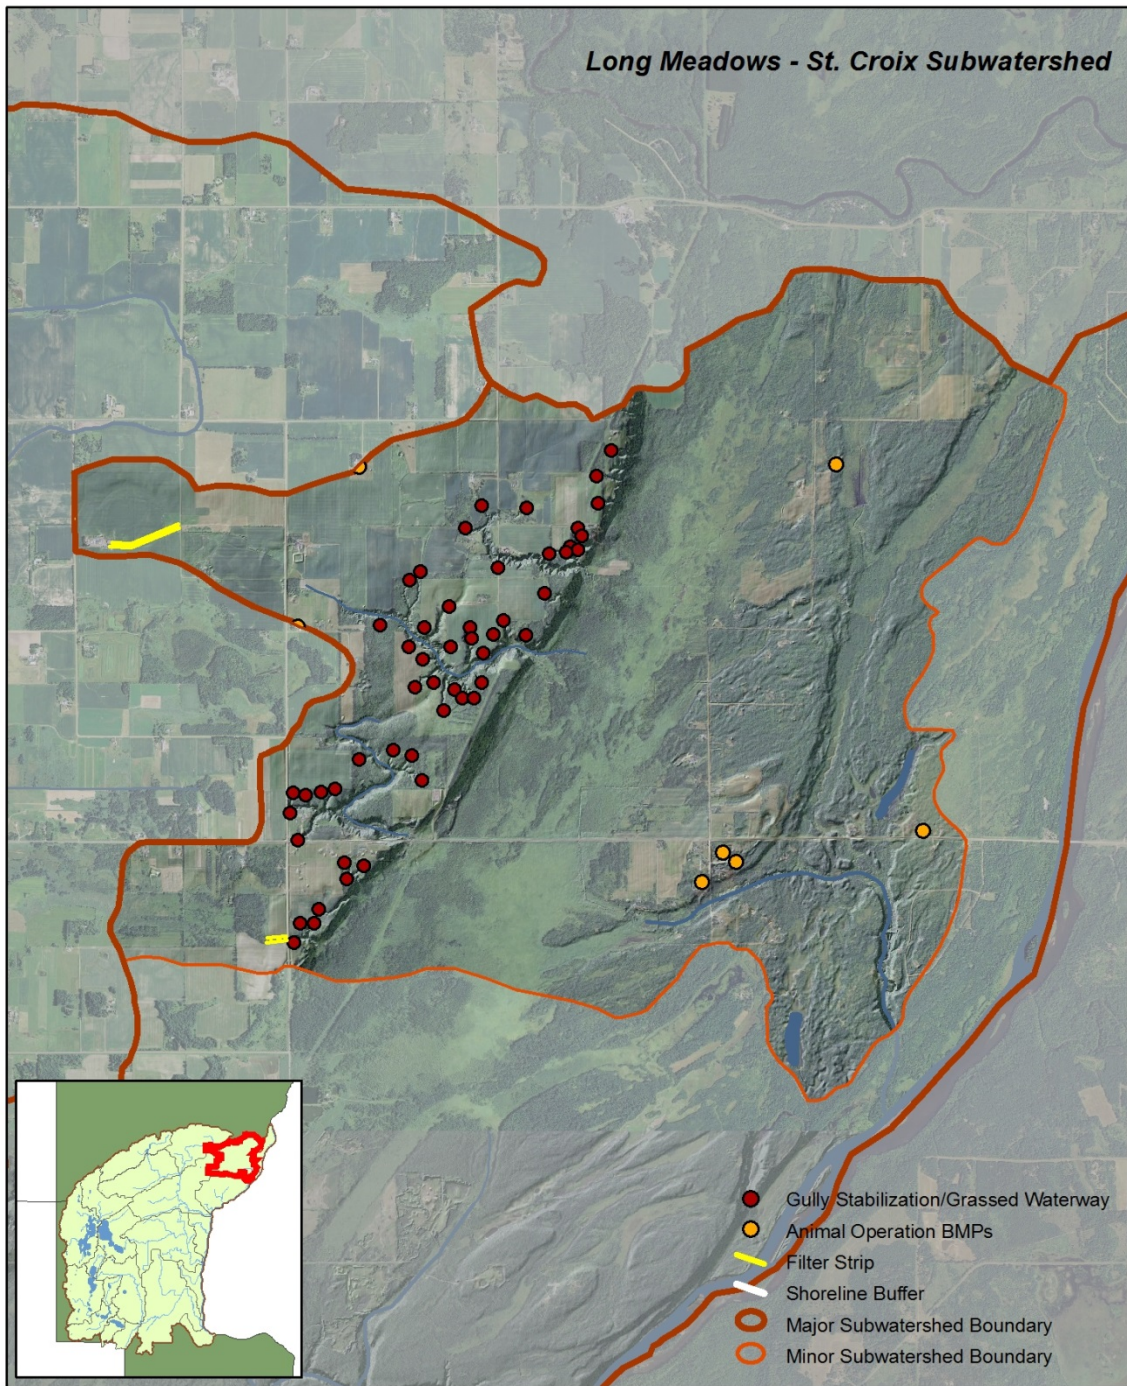 Long Meadows - St. Croix Subwatershed
Gully Stabilization/Grassed Waterway
Animal Operation BMPs
Filter Strip
Shoreline Buffer
Major Subwatershed Boundary
Minor Subwatershed Boundary